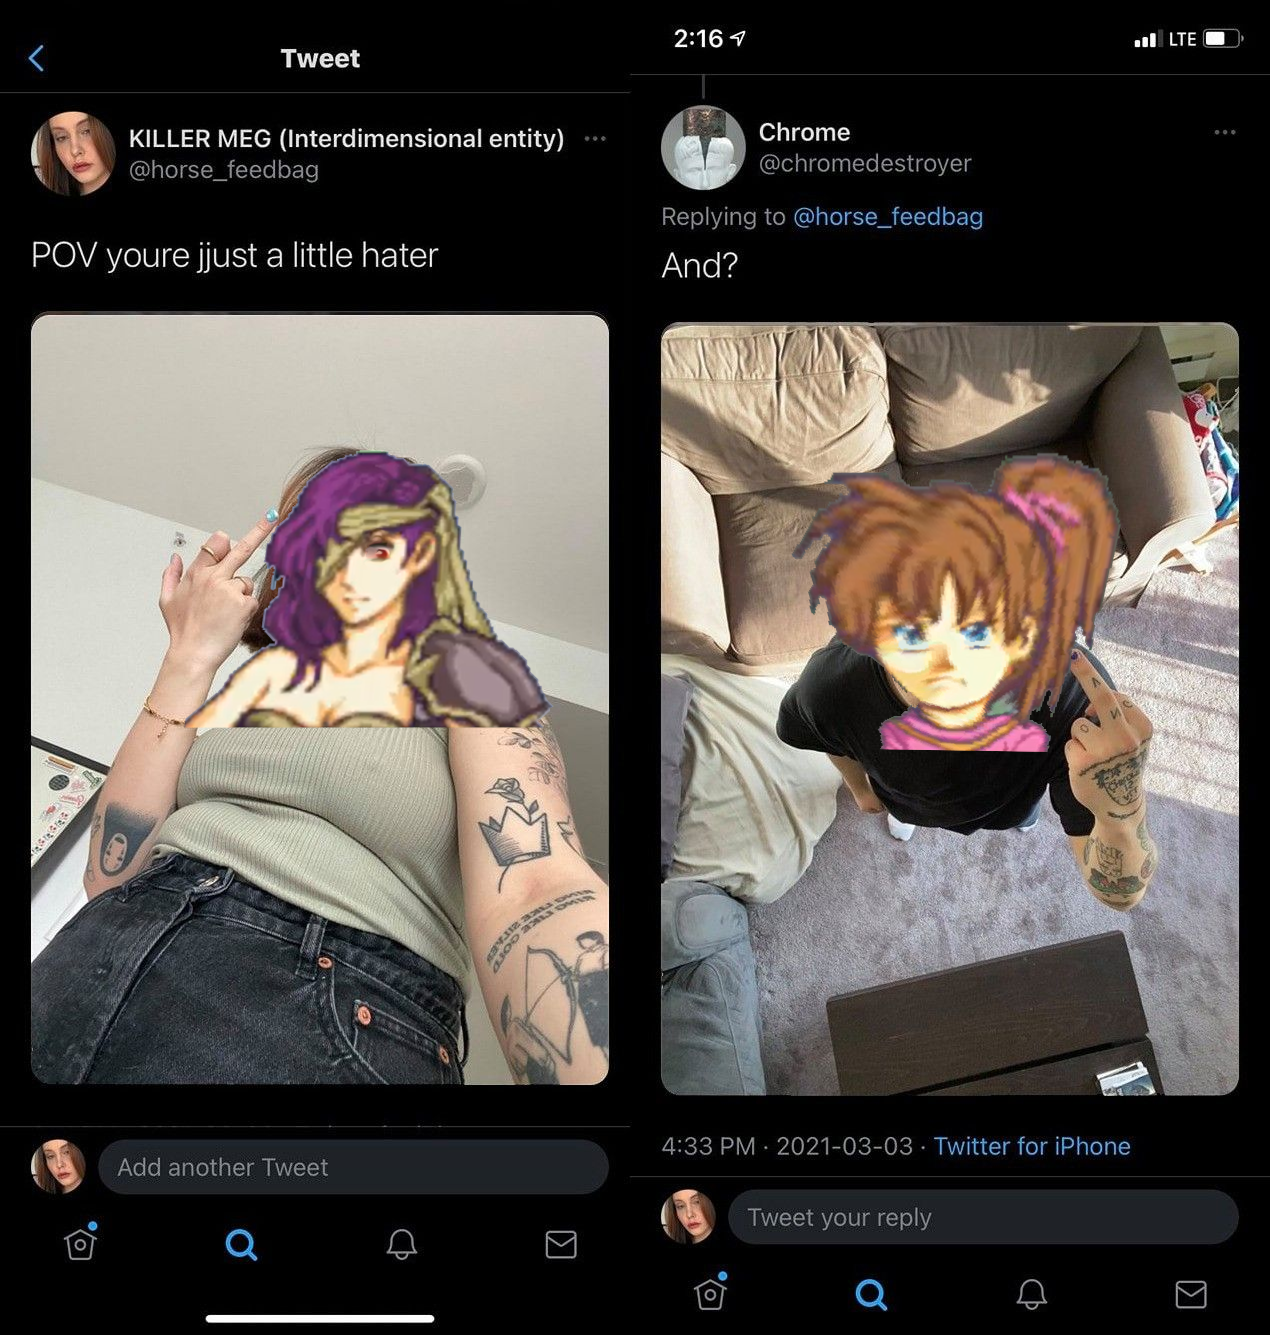 Tweet
KILLER MEG (Interdimensional entity)
@horse_feedbag
POV youre jjust a little hater
Add another Tweet
2:16
LTE
Chrome
@chromedestroyer
Replying to @horse_feedbag
And?
4:33 PM · 2021-03-03 · Twitter for iPhone
Tweet your reply